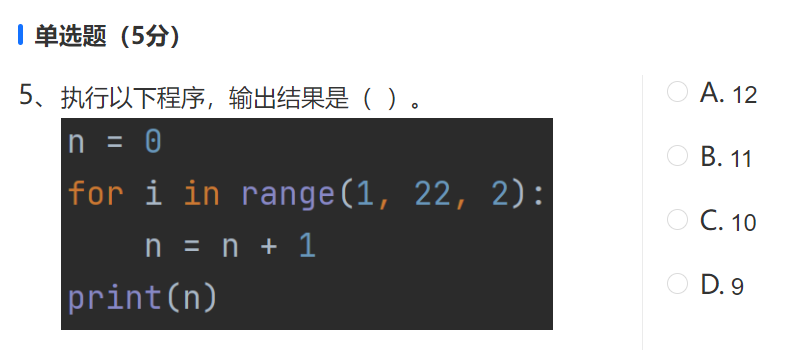 单选题（5分）
5、执行以下程序，输出结果是（ ）。
n = 0
for i in range(1, 22, 2):
    n = n + 1
print(n)
A. 12
B. 11
C. 10
D. 9